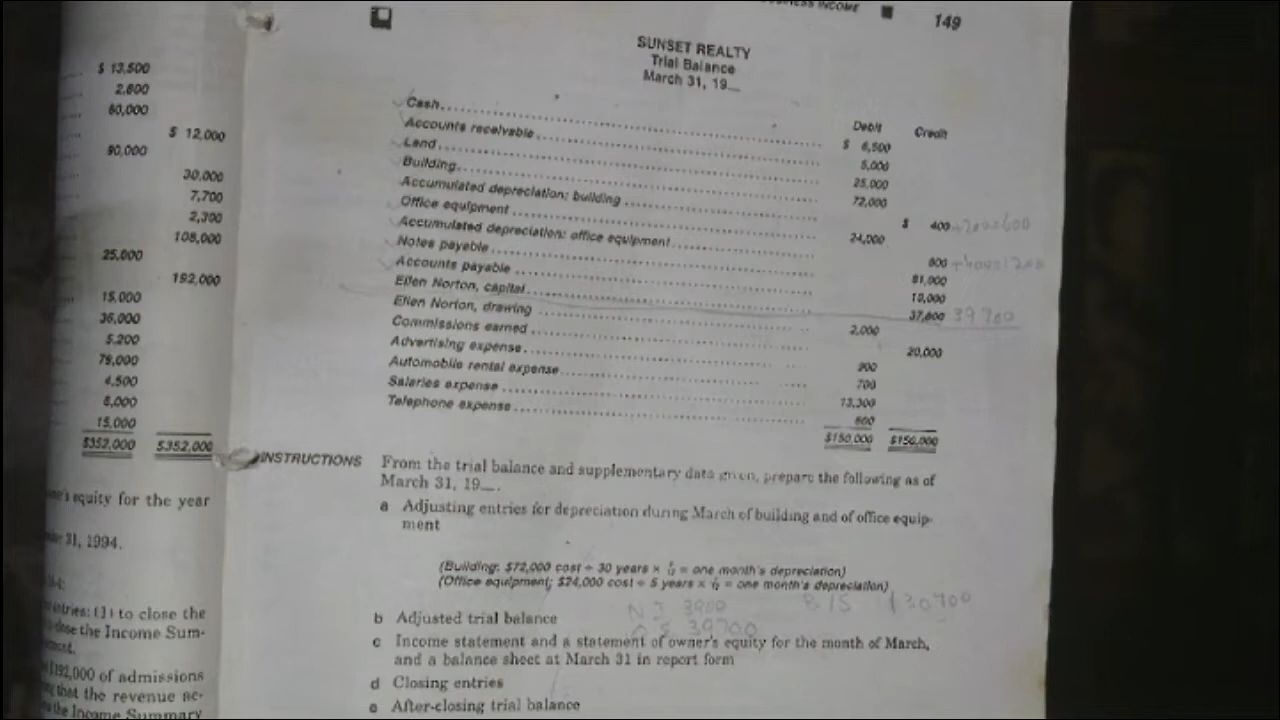 149
SUNSET REALTY
Trial Balance
March 31, 19__
Debit Credit
Cash $ 6,500
Accounts receivable 5,000
Land 25,000
Building 72,000
Accumulated depreciation: building $ 400
Office equipment 24,000
Accumulated depreciation: office equipment 800
Notes payable 81,000
Accounts payable 10,000
Ellen Norton, capital 37,800 39700
Ellen Norton, drawing 2,000
Commissions earned 20,000
Advertising expense 900
Automobile rental expense 700
Salaries expense 13,300
Telephone expense 600
$150,000 $150,000
INSTRUCTIONS From the trial balance and supplementary data given, prepare the following as of
March 31, 19__.
a Adjusting entries for depreciation during March of building and of office equip-
ment
(Building: $72,000 cost ÷ 30 years × 1/12 = one month's depreciation)
(Office equipment; $24,000 cost ÷ 5 years × 1/12 = one month's depreciation)
b Adjusted trial balance
c Income statement and a statement of owner's equity for the month of March,
and a balance sheet at March 31 in report form
d Closing entries
e After-closing trial balance
N I 3900 B/S 130700
39700
$ 13,500
2,600
60,000
$ 12,000
90,000
30,000
7,700
2,300
108,000
25,000
192,000
15,000
36,000
5,200
78,000
4,500
6,000
15,000
$352,000 $352,000
equity for the year
31, 1994.
entries: (1) to close the
close the Income Sum-
$192,000 of admissions
that the revenue ac-
the Income Summary